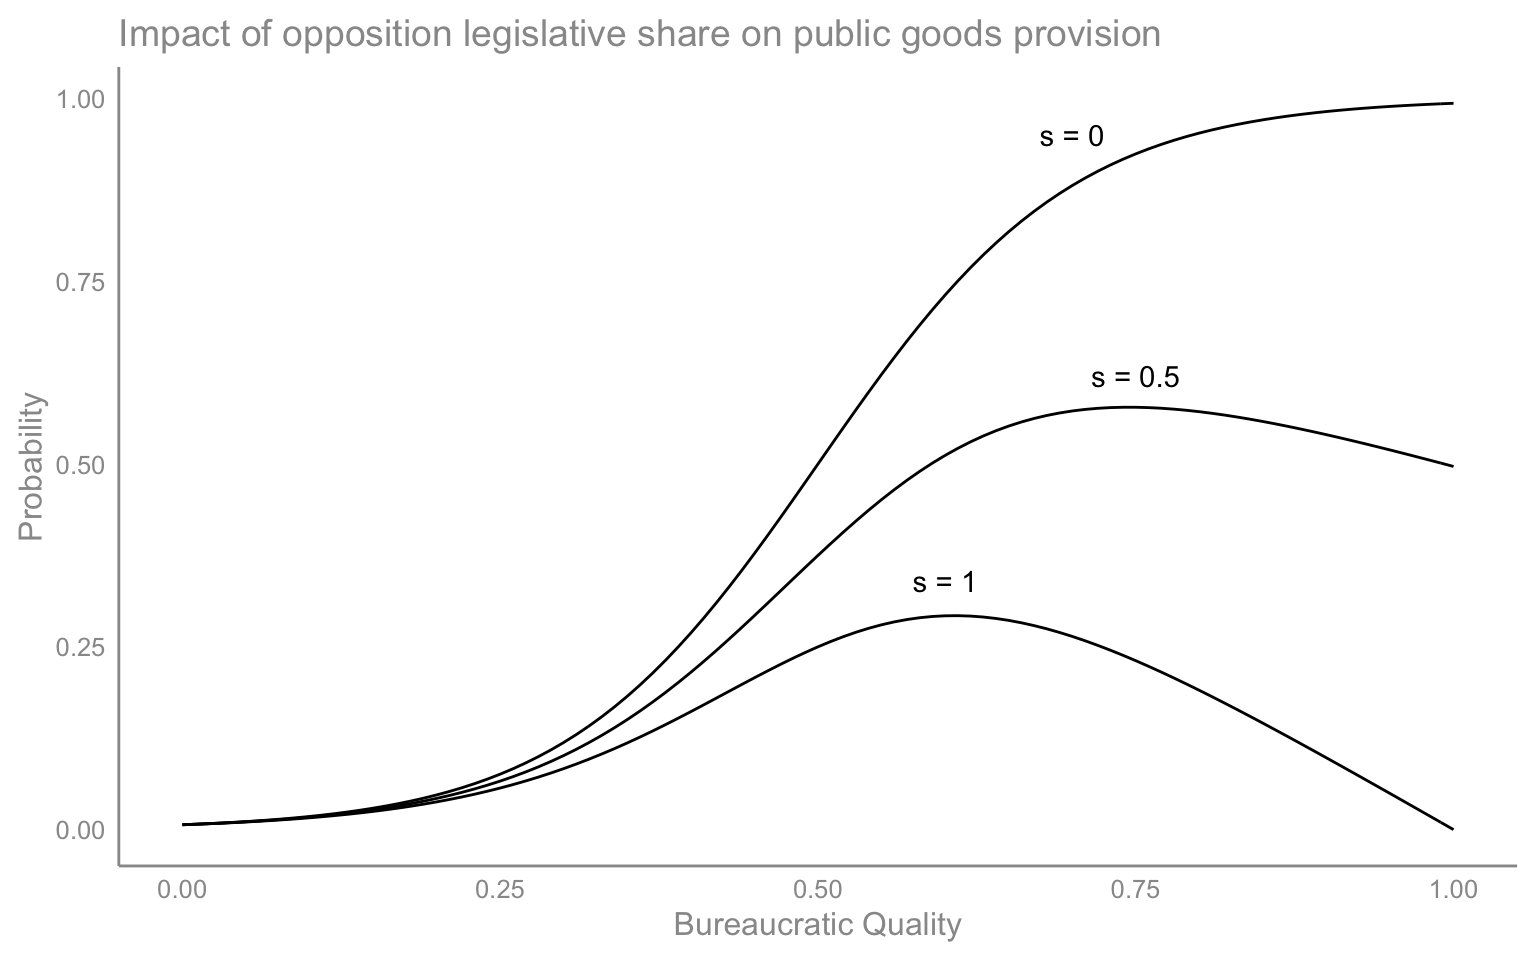 Impact of opposition legislative share on public goods provision
1.00
0.75
0.50
0.25
0.00
Probability
s = 0
s = 0.5
s = 1
0.00 0.25 0.50 0.75 1.00
Bureaucratic Quality